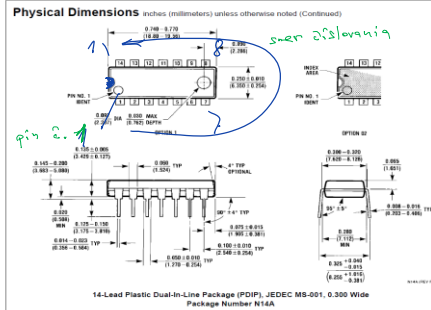 Physical Dimensions inches (millimeters) unless otherwise noted (Continued)
0.740 – 0.770
(18.80 – 19.56)
1)
8
smer číslovania
(2.286)
14 13 12 11 10 9 8
INDEX
AREA
0.250 ± 0.010
(6.350 ± 0.254)
PIN NO. 1
IDENT
PIN NO. 1
IDENT
1 2 3 4 5 6 7
DIA
0.030 MAX
(0.762) DEPTH
OPTION 1
OPTION 02
pin č. 1
7
0.135 ± 0.005
(3.429 ± 0.127)
0.300 – 0.320
(7.620 – 8.128)
0.145 – 0.200
(3.683 – 5.080)
0.060
(1.524) TYP
4° TYP
OPTIONAL
0.065
(1.651)
0.020
(0.508)
MIN
0.125 – 0.150
(3.175 – 3.810)
90° ± 4° TYP
95° ± 5°
0.008 – 0.016
(0.203 – 0.406) TYP
0.014 – 0.023
(0.356 – 0.584) TYP
0.075 ± 0.015
(1.905 ± 0.381)
0.280
(7.112) MIN
0.100 ± 0.010
(2.540 ± 0.254) TYP
0.050 ± 0.010
(1.270 – 0.254) TYP
0.325 +0.040 –0.015
(8.255 +1.016 –0.381)
14-Lead Plastic Dual-In-Line Package (PDIP), JEDEC MS-001, 0.300 Wide
Package Number N14A